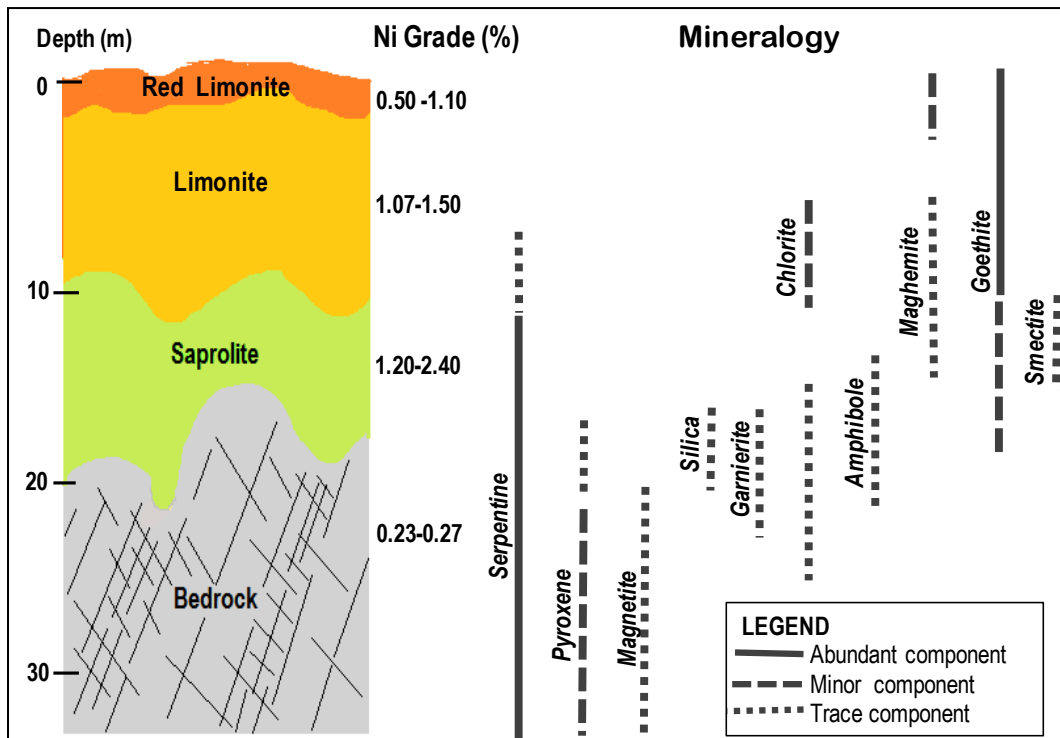 Depth (m)
Ni Grade (%)
Mineralogy
0
Red Limonite
0.50 -1.10
Limonite
1.07-1.50
10
Saprolite
1.20-2.40
20
0.23-0.27
Bedrock
30
Serpentine
Pyroxene
Magnetite
Silica
Garnierite
Chlorite
Amphibole
Maghemite
Goethite
Smectite
LEGEND
Abundant component
Minor component
Trace component